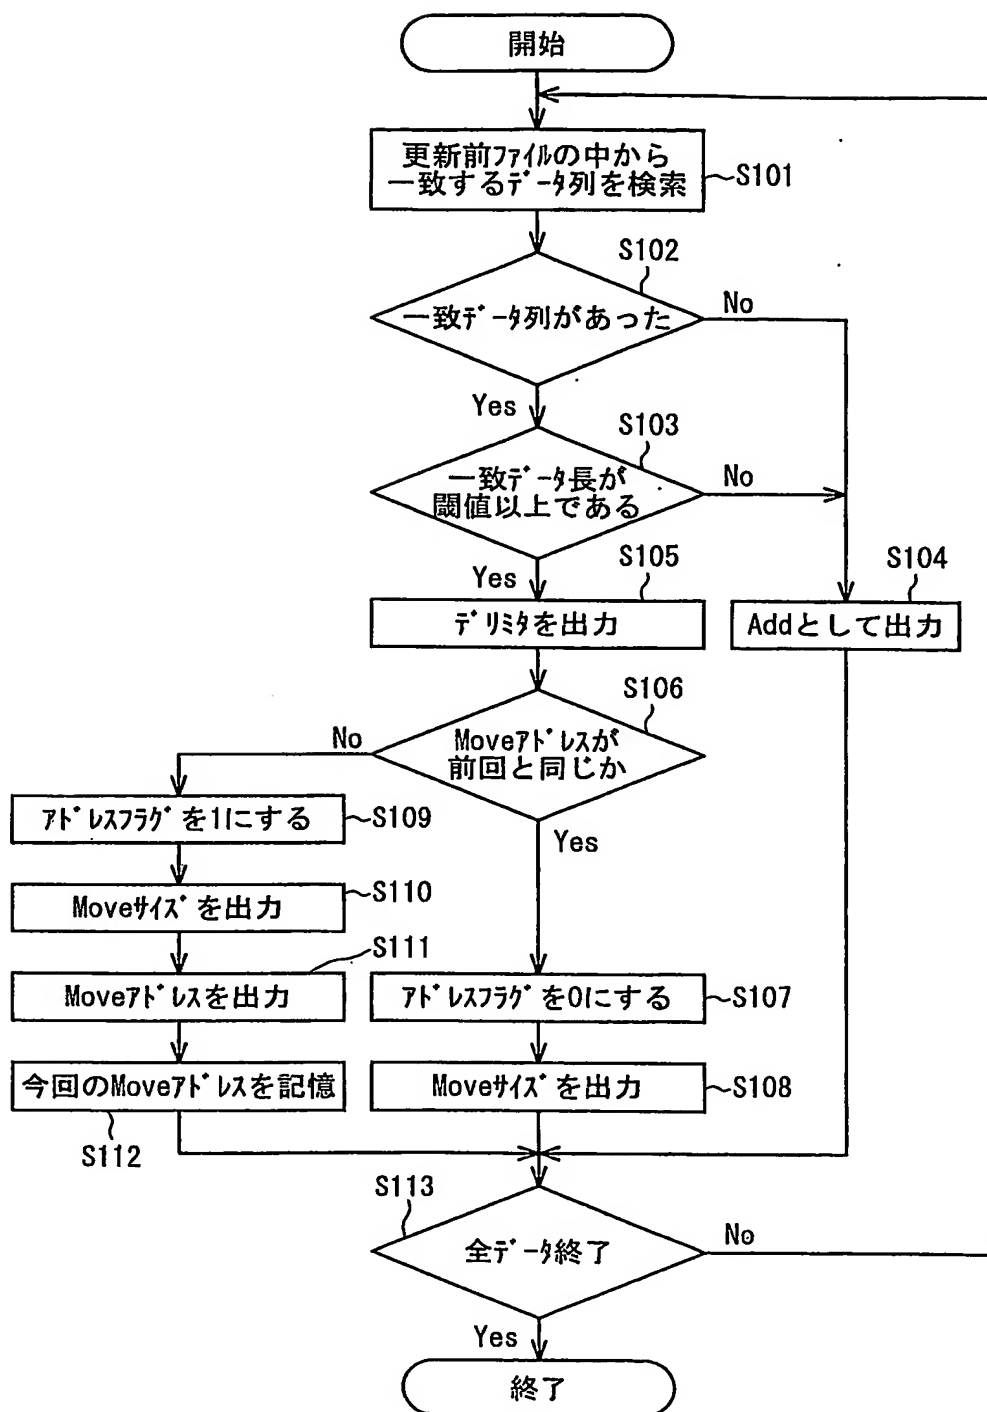 開始
更新前ﾌｧｲﾙの中から
一致するﾃﾞｰﾀ列を検索
S101
S102
一致ﾃﾞｰﾀ列があった
No
Yes
S103
一致ﾃﾞｰﾀ長が
閾値以上である
No
Yes
S105
ﾃﾞﾘﾐﾀを出力
S104
Addとして出力
S106
Moveｱﾄﾞﾚｽが
前回と同じか
No
Yes
ｱﾄﾞﾚｽﾌﾗｸﾞを1にする
S109
Moveｻｲｽﾞを出力
S110
S111
Moveｱﾄﾞﾚｽを出力
ｱﾄﾞﾚｽﾌﾗｸﾞを0にする
S107
今回のMoveｱﾄﾞﾚｽを記憶
S112
Moveｻｲｽﾞを出力
S108
S113
全ﾃﾞｰﾀ終了
No
Yes
終了